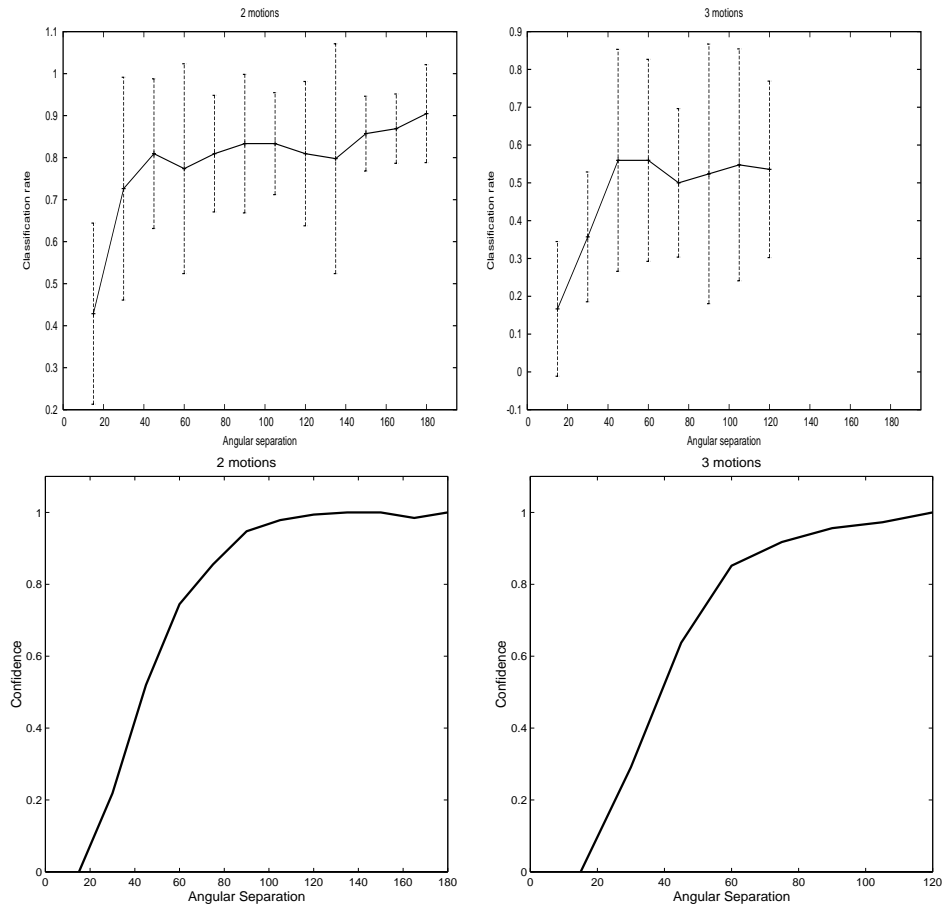 2 motions
1.1
1
0.9
0.8
0.7
0.6
0.5
0.4
0.3
0.2
Classification rate
0 20 40 60 80 100 120 140 160 180
Angular separation
3 motions
0.9
0.8
0.7
0.6
0.5
0.4
0.3
0.2
0.1
0
-0.1
Classification rate
0 20 40 60 80 100 120 140 160 180
Angular separation
2 motions
1
0.8
0.6
0.4
0.2
0
Confidence
0 20 40 60 80 100 120 140 160 180
Angular Separation
3 motions
1
0.8
0.6
0.4
0.2
0
Confidence
0 20 40 60 80 100 120
Angular Separation